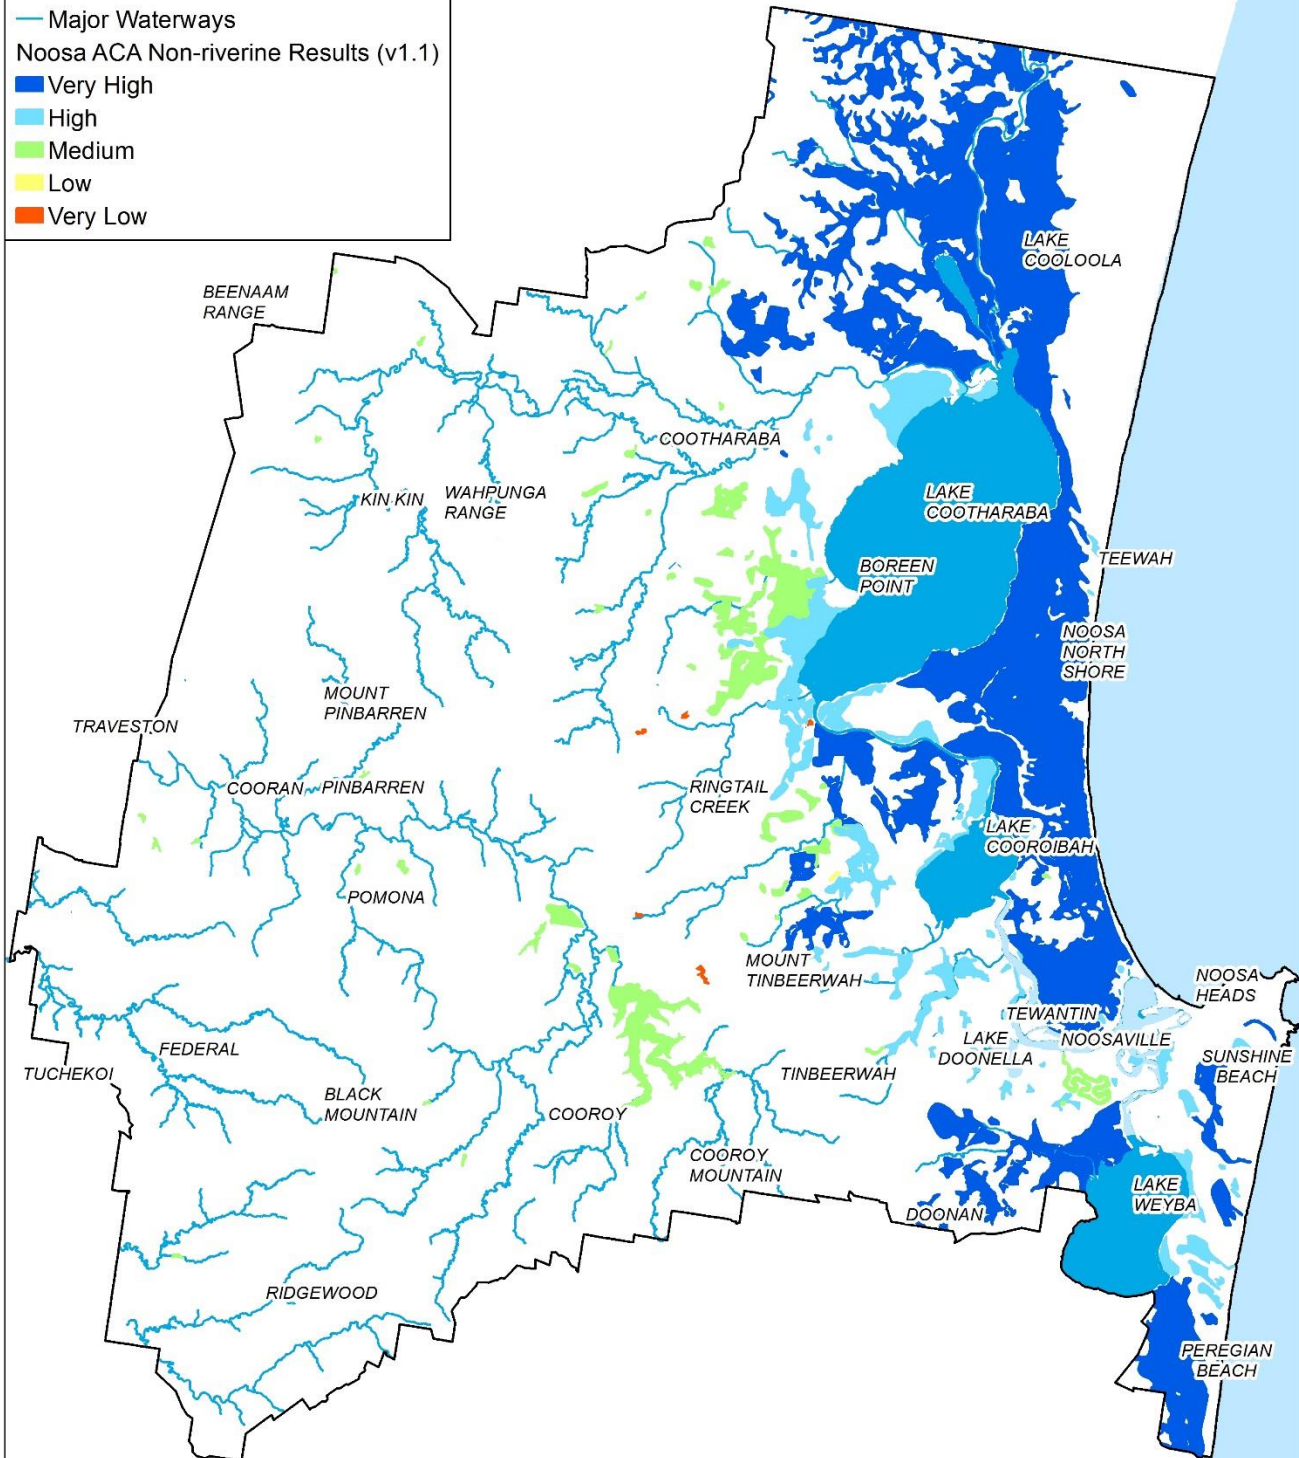 Major Waterways
Noosa ACA Non-riverine Results (v1.1)
Very High
High
Medium
Low
Very Low
LAKE
COOLOOLA
BEENAAM
RANGE
COOTHARABA
KIN KIN
WAHPUNGA
RANGE
LAKE
COOTHARABA
TEEWAH
BOREEN
POINT
NOOSA
NORTH
SHORE
MOUNT
PINBARREN
TRAVESTON
COORAN
PINBARREN
RINGTAIL
CREEK
LAKE
COOROIBAH
POMONA
MOUNT
TINBEERWAH
NOOSA
HEADS
TEWANTIN
LAKE
DOONELLA
NOOSAVILLE
FEDERAL
TUCHEKOI
TINBEERWAH
SUNSHINE
BEACH
BLACK
MOUNTAIN
COOROY
COOROY
MOUNTAIN
LAKE
WEYBA
DOONAN
RIDGEWOOD
PEREGIAN
BEACH